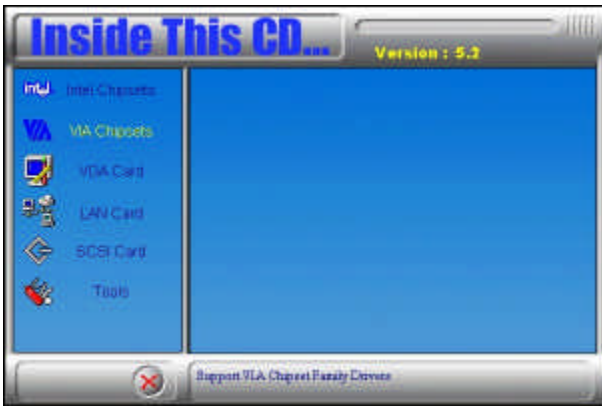 Inside This CD...
Version : 5.2
intel Intel Chipsets
VIA VIA Chipsets
VGA Card
LAN Card
SCSI Card
Tools
Support VIA Chipset Family Drivers